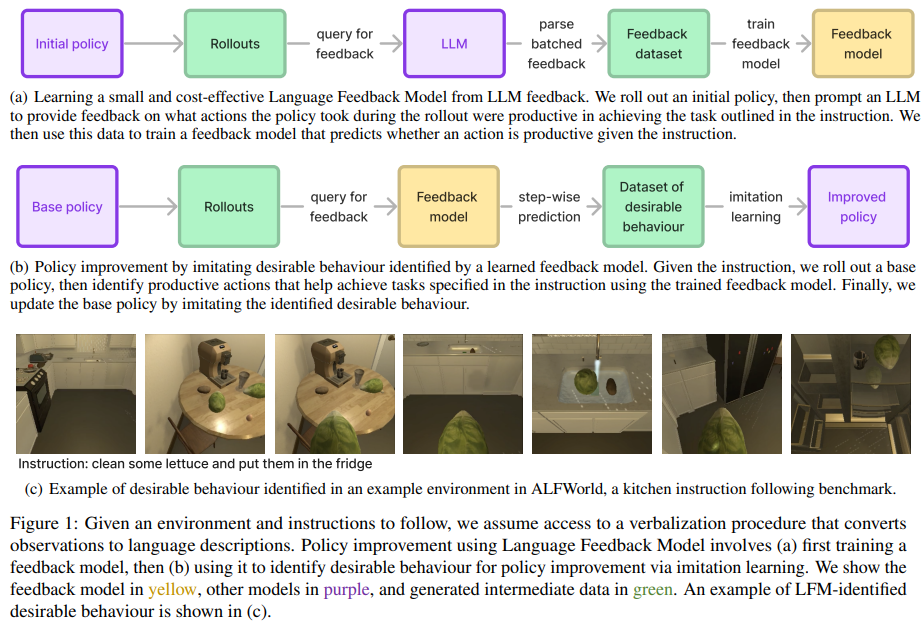 Initial policy
Rollouts
query for
feedback
LLM
parse
batched
feedback
Feedback
dataset
train
feedback
model
Feedback
model
(a) Learning a small and cost-effective Language Feedback Model from LLM feedback. We roll out an initial policy, then prompt an LLM
to provide feedback on what actions the policy took during the rollout were productive in achieving the task outlined in the instruction. We
then use this data to train a feedback model that predicts whether an action is productive given the instruction.
Base policy
Rollouts
query for
feedback
Feedback
model
step-wise
prediction
Dataset of
desirable
behaviour
imitation
learning
Improved
policy
(b) Policy improvement by imitating desirable behaviour identified by a learned feedback model. Given the instruction, we roll out a base
policy, then identify productive actions that help achieve tasks specified in the instruction using the trained feedback model. Finally, we
update the base policy by imitating the identified desirable behaviour.
Instruction: clean some lettuce and put them in the fridge
(c) Example of desirable behaviour identified in an example environment in ALFWorld, a kitchen instruction following benchmark.
Figure 1: Given an environment and instructions to follow, we assume access to a verbalization procedure that converts
observations to language descriptions. Policy improvement using Language Feedback Model involves (a) first training a
feedback model, then (b) using it to identify desirable behaviour for policy improvement via imitation learning. We show the
feedback model in yellow, other models in purple, and generated intermediate data in green. An example of LFM-identified
desirable behaviour is shown in (c).